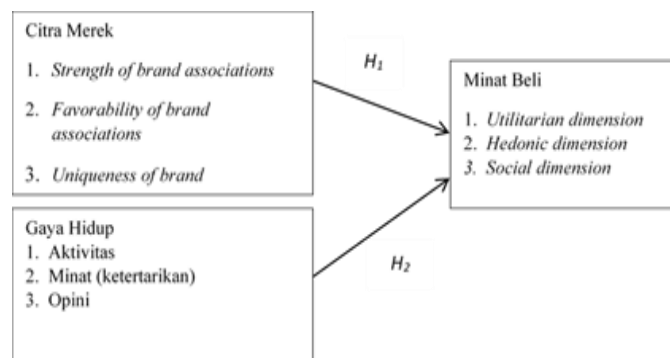 Citra Merek
1. Strength of brand associations
2. Favorability of brand
associations
3. Uniqueness of brand
H1
Minat Beli
1. Utilitarian dimension
2. Hedonic dimension
3. Social dimension
Gaya Hidup
1. Aktivitas
2. Minat (ketertarikan)
3. Opini
H2